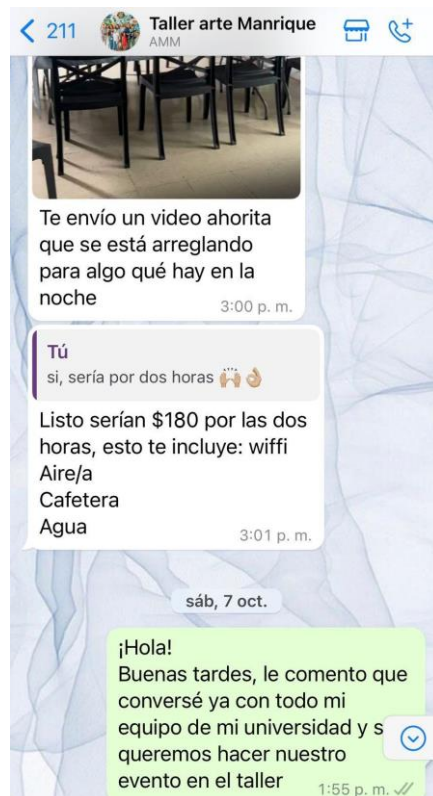 211
Taller arte Manrique
AMM
Te envío un video ahorita
que se está arreglando
para algo qué hay en la
noche
3:00 p. m.
Tú
si, sería por dos horas 🙌🏼👌🏼
Listo serían $180 por las dos
horas, esto te incluye: wiffi
Aire/a
Cafetera
Agua
3:01 p. m.
sáb, 7 oct.
¡Hola!
Buenas tardes, le comento que
conversé ya con todo mi
equipo de mi universidad y s
queremos hacer nuestro
evento en el taller
1:55 p. m.